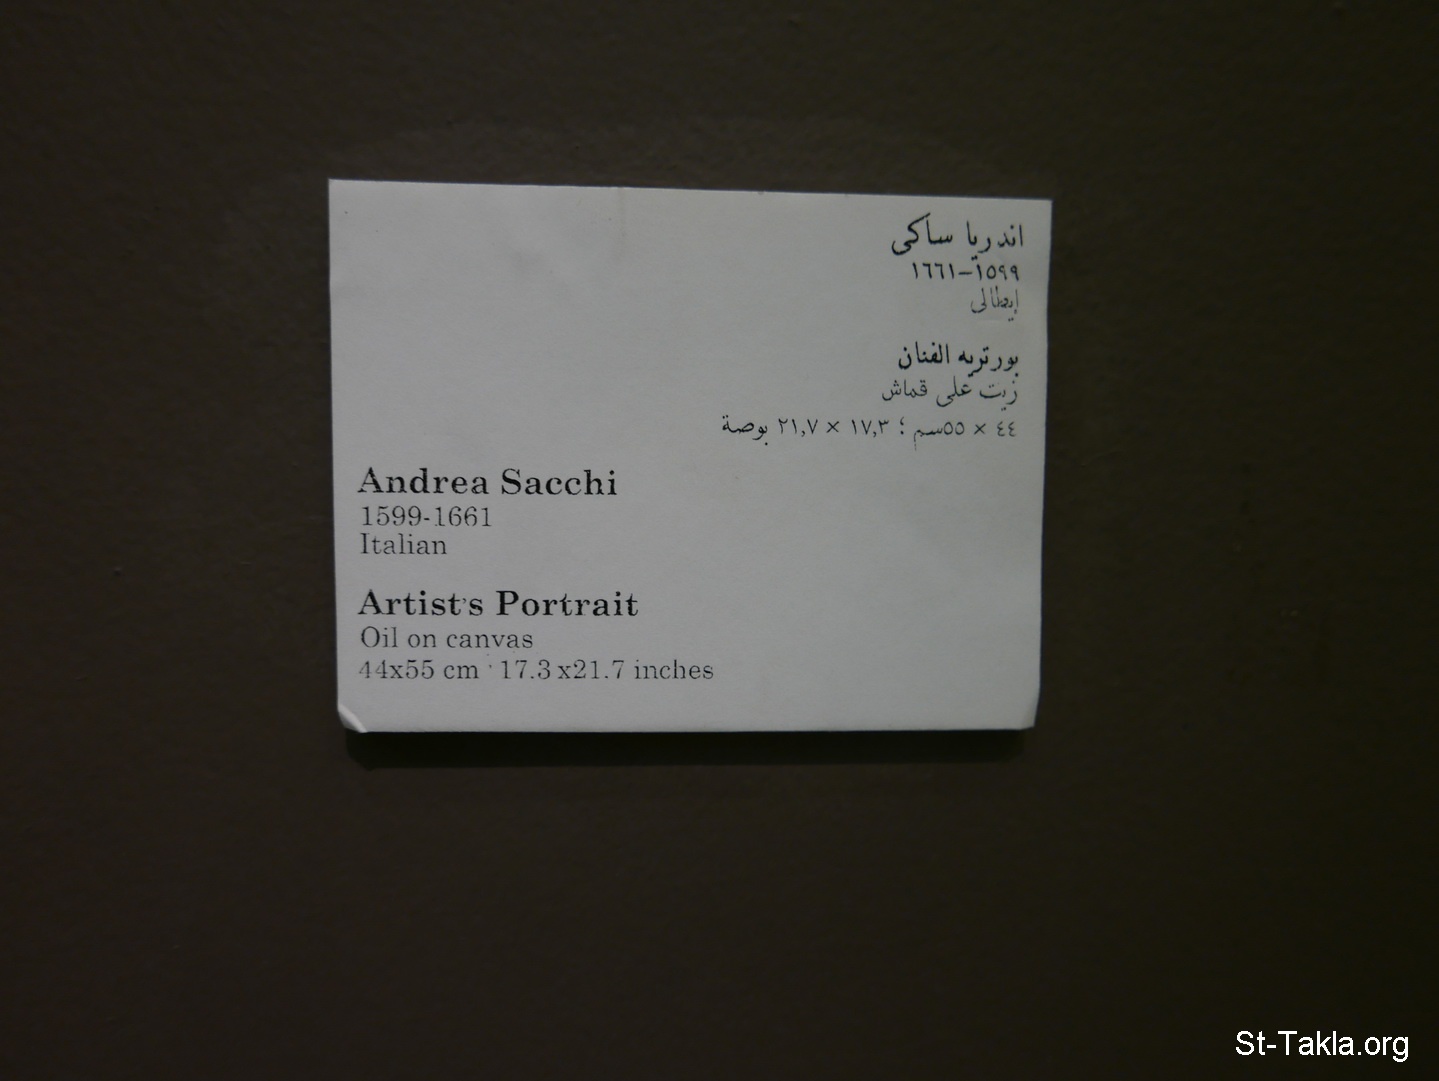 اندريا ساكى
١٥٩٩-١٦٦١
إيطالى
بورتريه الفنان
زيت على قماش
٤٤ × ٥٥سم ؛ ١٧,٣ × ٢١,٧ بوصة
Andrea Sacchi
1599-1661
Italian
Artist's Portrait
Oil on canvas
44x55 cm · 17.3 x21.7 inches
St-Takla.org